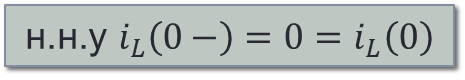 н.н.у i_L(0 −) = 0 = i_L(0)